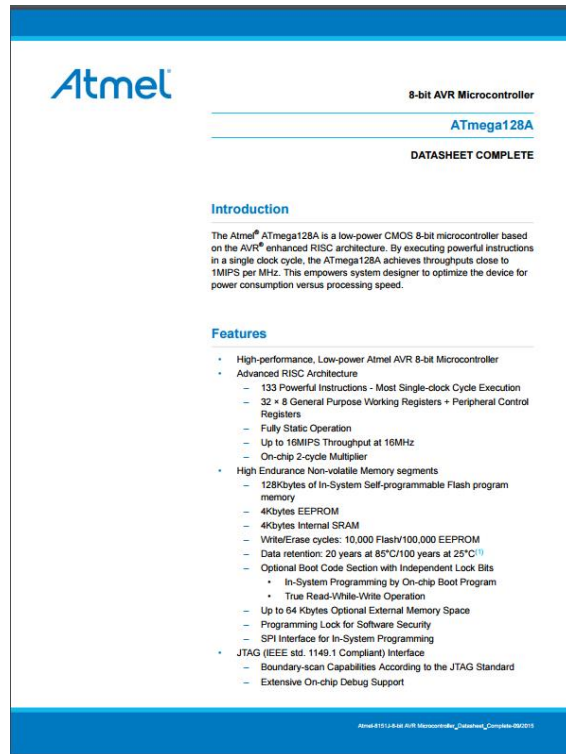 Atmel
8-bit AVR Microcontroller
ATmega128A
DATASHEET COMPLETE
Introduction
The Atmel® ATmega128A is a low-power CMOS 8-bit microcontroller based
on the AVR® enhanced RISC architecture. By executing powerful instructions
in a single clock cycle, the ATmega128A achieves throughputs close to
1MIPS per MHz. This empowers system designer to optimize the device for
power consumption versus processing speed.
Features
• High-performance, Low-power Atmel AVR 8-bit Microcontroller
• Advanced RISC Architecture
– 133 Powerful Instructions - Most Single-clock Cycle Execution
– 32 × 8 General Purpose Working Registers + Peripheral Control
Registers
– Fully Static Operation
– Up to 16MIPS Throughput at 16MHz
– On-chip 2-cycle Multiplier
• High Endurance Non-volatile Memory segments
– 128Kbytes of In-System Self-programmable Flash program
memory
– 4Kbytes EEPROM
– 4Kbytes Internal SRAM
– Write/Erase cycles: 10,000 Flash/100,000 EEPROM
– Data retention: 20 years at 85°C/100 years at 25°C(1)
– Optional Boot Code Section with Independent Lock Bits
• In-System Programming by On-chip Boot Program
• True Read-While-Write Operation
– Up to 64 Kbytes Optional External Memory Space
– Programming Lock for Software Security
– SPI Interface for In-System Programming
• JTAG (IEEE std. 1149.1 Compliant) Interface
– Boundary-scan Capabilities According to the JTAG Standard
– Extensive On-chip Debug Support
Atmel-8151J-8-bit AVR Microcontroller_Datasheet_Complete-09/2015